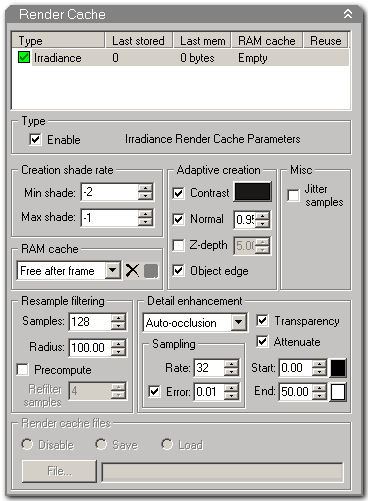 Render Cache
Type Last stored Last mem RAM cache Reuse
Irradiance 0 0 bytes Empty
Type
Enable Irradiance Render Cache Parameters
Creation shade rate
Min shade: -2
Max shade: -1
RAM cache
Free after frame
Adaptive creation
Contrast
Normal 0.95
Z-depth 5.00
Object edge
Misc
Jitter
samples
Resample filtering
Samples: 128
Radius: 100.00
Precompute
Refilter
samples 4
Detail enhancement
Auto-occlusion
Transparency
Attenuate
Sampling
Rate: 32
Error: 0.01
Start: 0.00
End: 50.00
Render cache files
Disable Save Load
File...